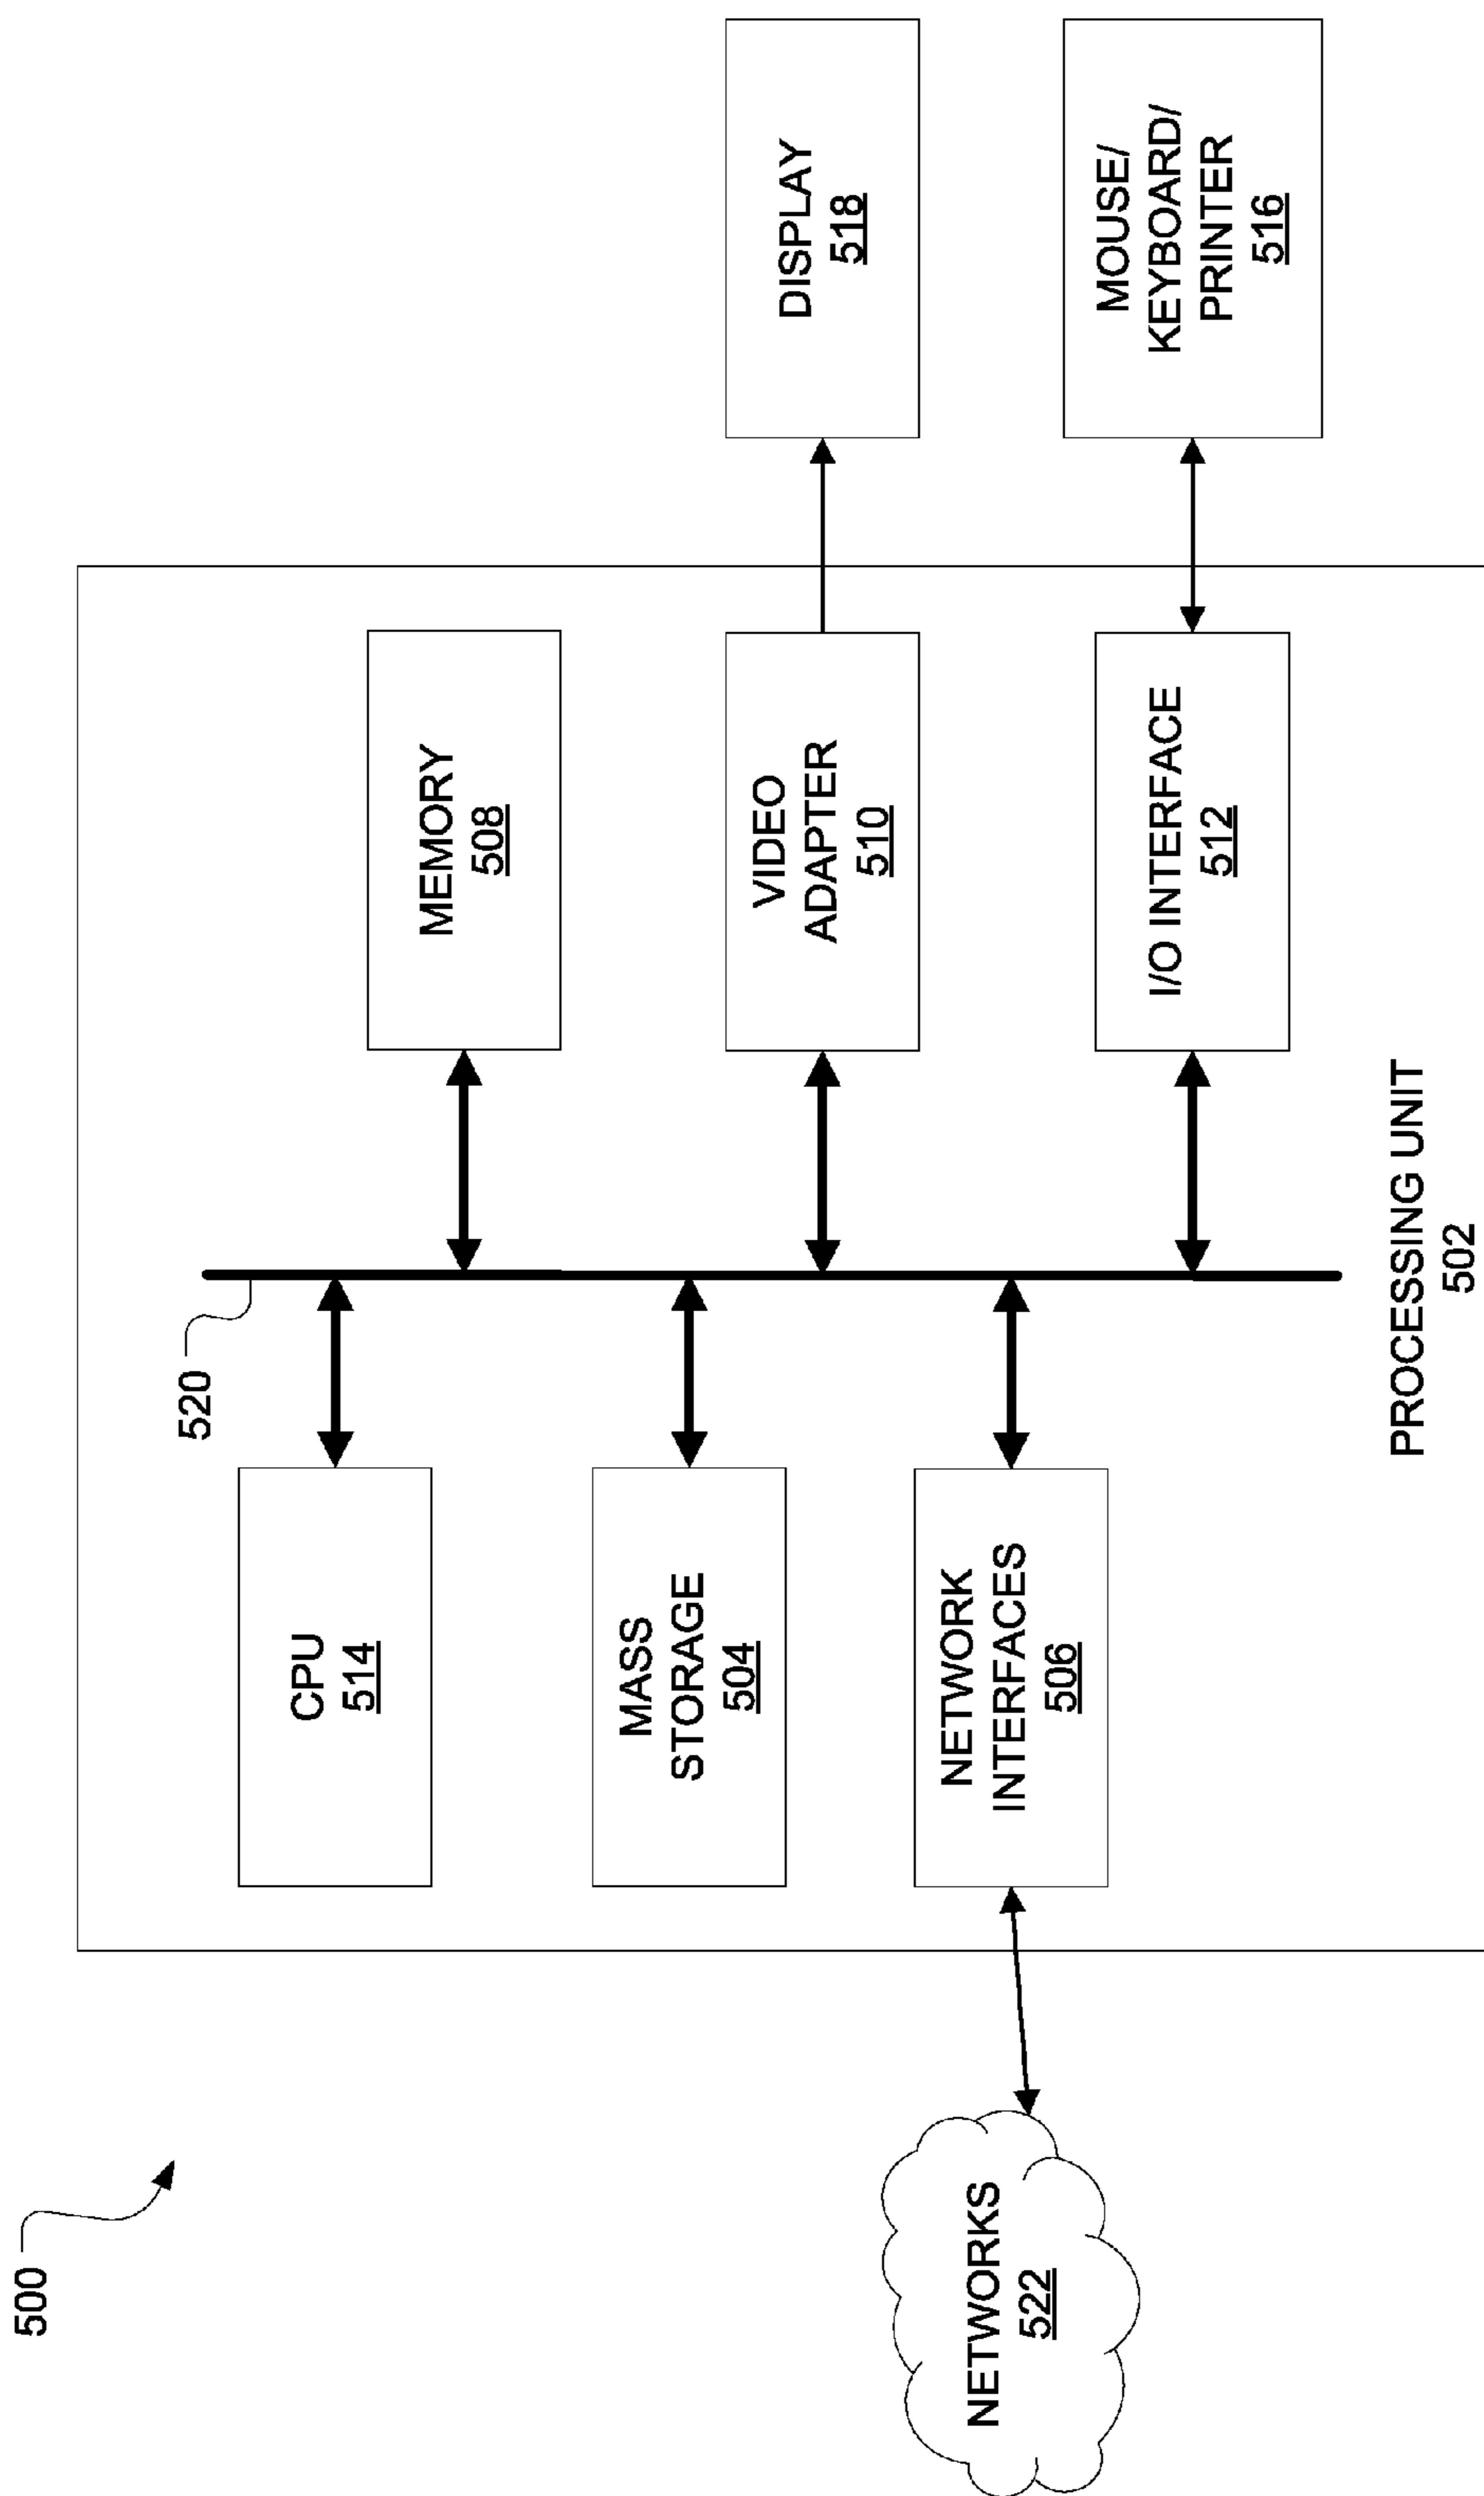 500
520
CPU
514
MEMORY
508
MASS
STORAGE
504
VIDEO
ADAPTER
510
DISPLAY
518
NETWORKS
522
NETWORK
INTERFACES
506
I/O INTERFACE
512
MOUSE/
KEYBOARD/
PRINTER
516
PROCESSING UNIT
502